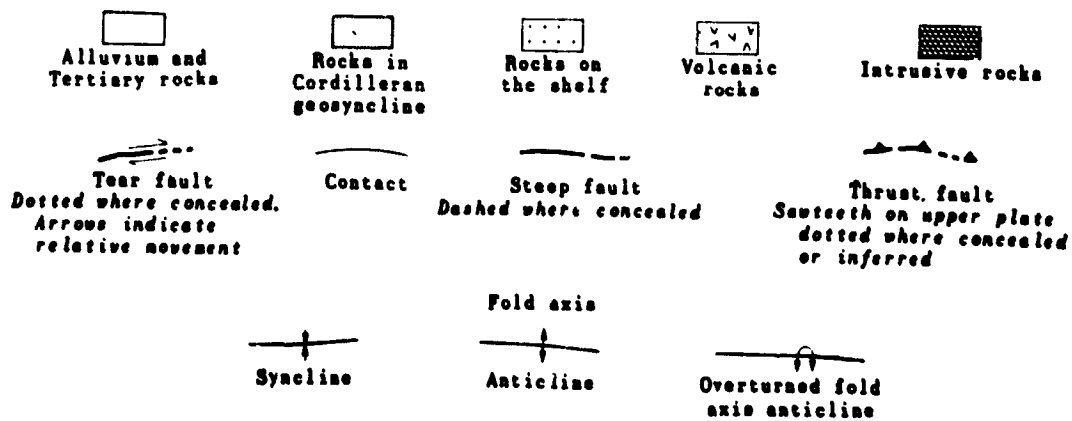 Alluvium and
Tertiary rocks
Rocks in
Cordilleran
geosyncline
Rocks on
the shelf
Volcanic
rocks
Intrusive rocks
Tear fault
Dotted where concealed.
Arrows indicate
relative movement
Contact
Steep fault
Dashed where concealed
Thrust. fault
Sawteeth on upper plate
dotted where concealed
or inferred
Fold axis
Syncline
Anticline
Overturned fold
axis anticline